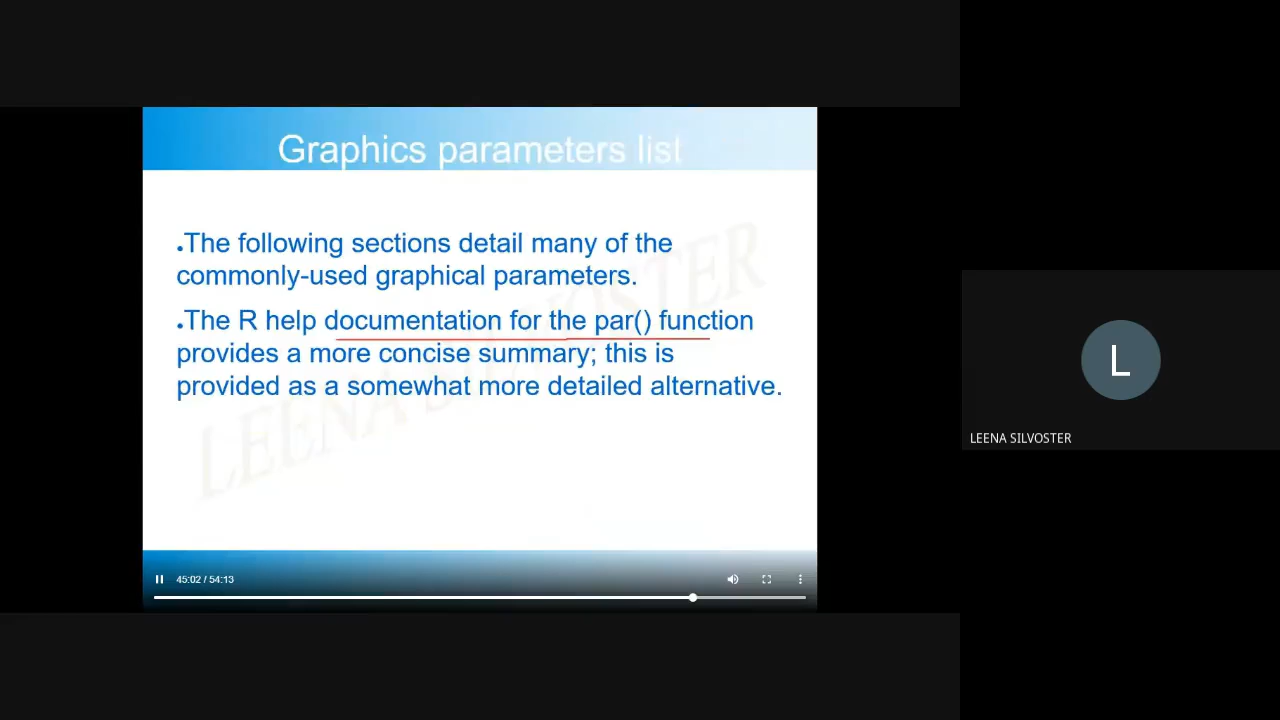 Graphics parameters list
LEENA SILVOSTER
.The following sections detail many of the
commonly-used graphical parameters.
.The R help documentation for the par() function
provides a more concise summary; this is
provided as a somewhat more detailed alternative.
45:02 / 54:13
L
LEENA SILVOSTER